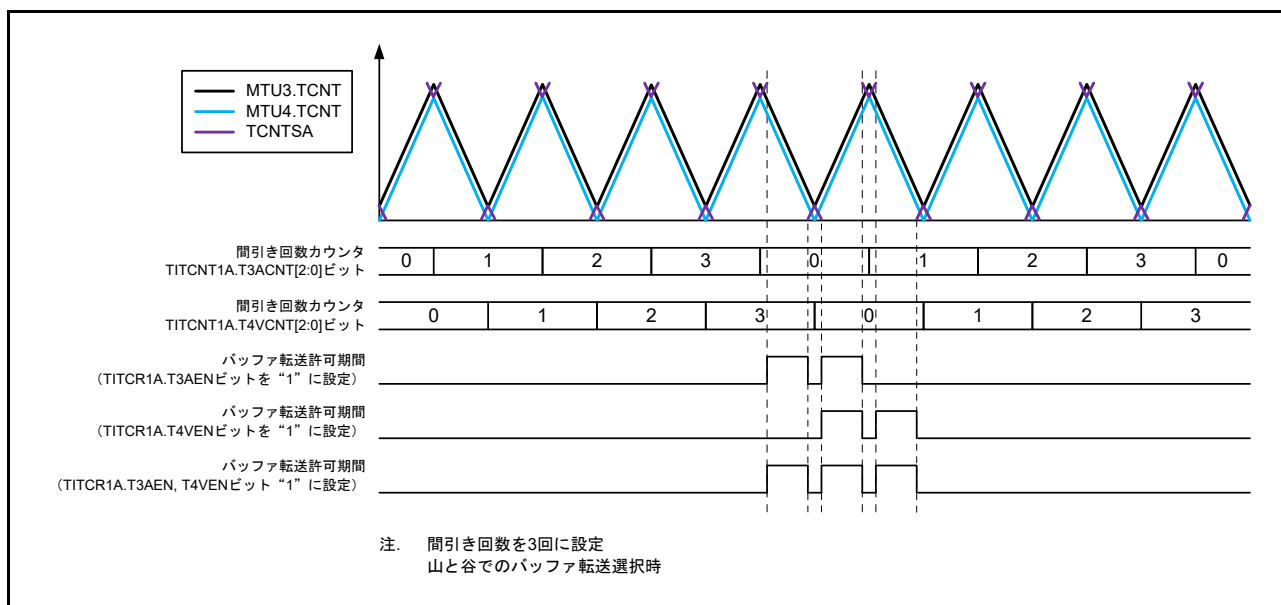 MTU3.TCNT
MTU4.TCNT
TCNTSA
間引き回数カウンタ
TITCNT1A.T3ACNT[2:0]ビット
0 1 2 3 0 1 2 3 0
間引き回数カウンタ
TITCNT1A.T4VCNT[2:0]ビット
0 1 2 3 0 1 2 3
バッファ転送許可期間
（TITCR1A.T3AENビットを“1”に設定）
バッファ転送許可期間
（TITCR1A.T4VENビットを“1”に設定）
バッファ転送許可期間
（TITCR1A.T3AEN, T4VENビット“1”に設定）
注. 間引き回数を3回に設定
山と谷でのバッファ転送選択時